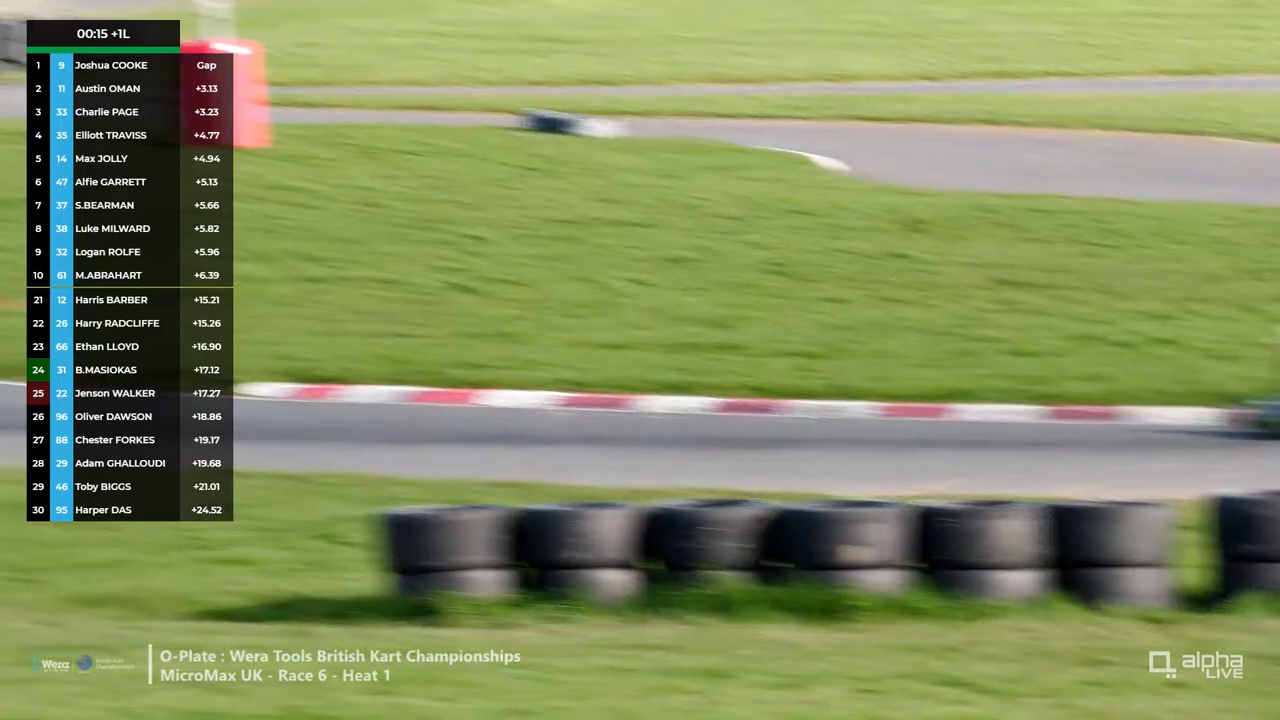 00:15 +1L
1 9 Joshua COOKE Gap
2 11 Austin OMAN +3.13
3 33 Charlie PAGE +3.23
4 35 Elliott TRAVISS +4.77
5 14 Max JOLLY +4.94
6 47 Alfie GARRETT +5.13
7 37 S.BEARMAN +5.66
8 38 Luke MILWARD +5.82
9 32 Logan ROLFE +5.96
10 61 M.ABRAHART +6.39
21 12 Harris BARBER +15.21
22 26 Harry RADCLIFFE +15.26
23 66 Ethan LLOYD +16.90
24 31 B.MASIOKAS +17.12
25 22 Jenson WALKER +17.27
26 96 Oliver DAWSON +18.86
27 88 Chester FORKES +19.17
28 29 Adam GHALLOUDI +19.68
29 46 Toby BIGGS +21.01
30 95 Harper DAS +24.52
Wera
O-Plate : Wera Tools British Kart Championships
MicroMax UK - Race 6 - Heat 1
alpha
LIVE